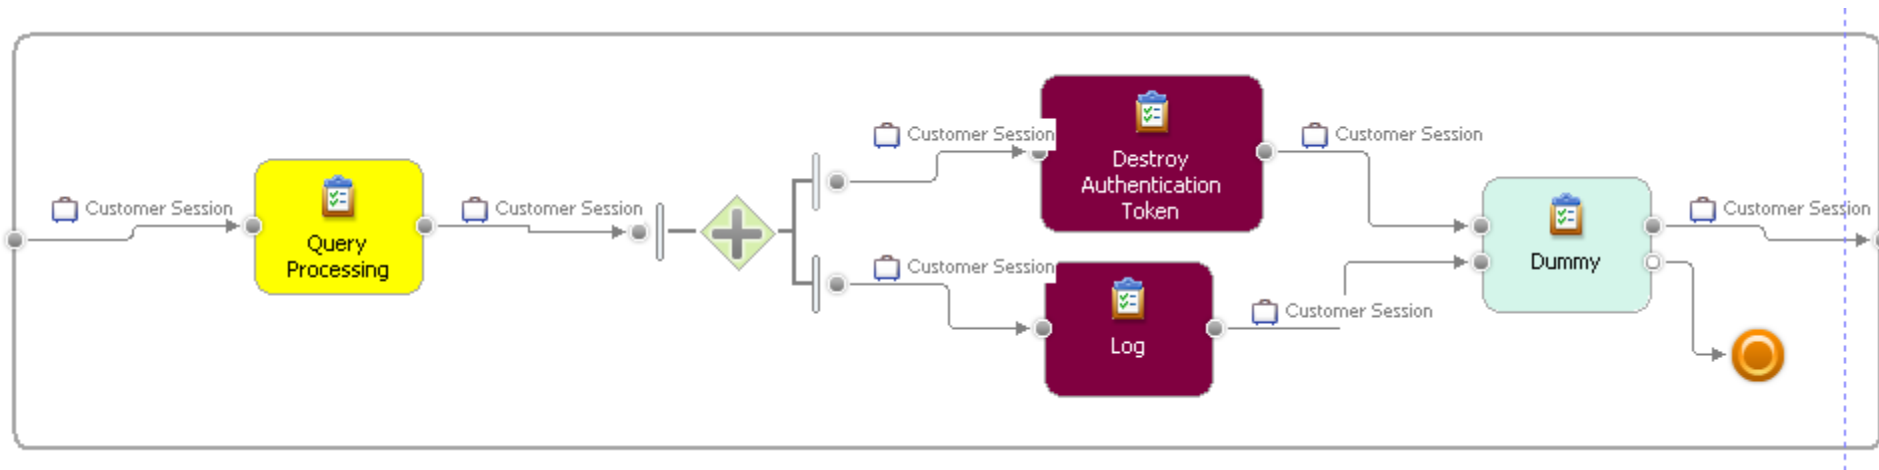 Customer Session
Query
Processing
Customer Session
Customer Session
Destroy
Authentication
Token
Customer Session
Customer Session
Log
Customer Session
Dummy
Customer Session